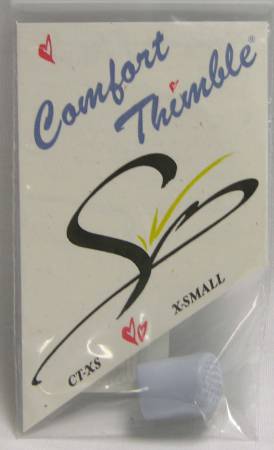 Comfort
Thimble®
CT-XS
X-SMALL